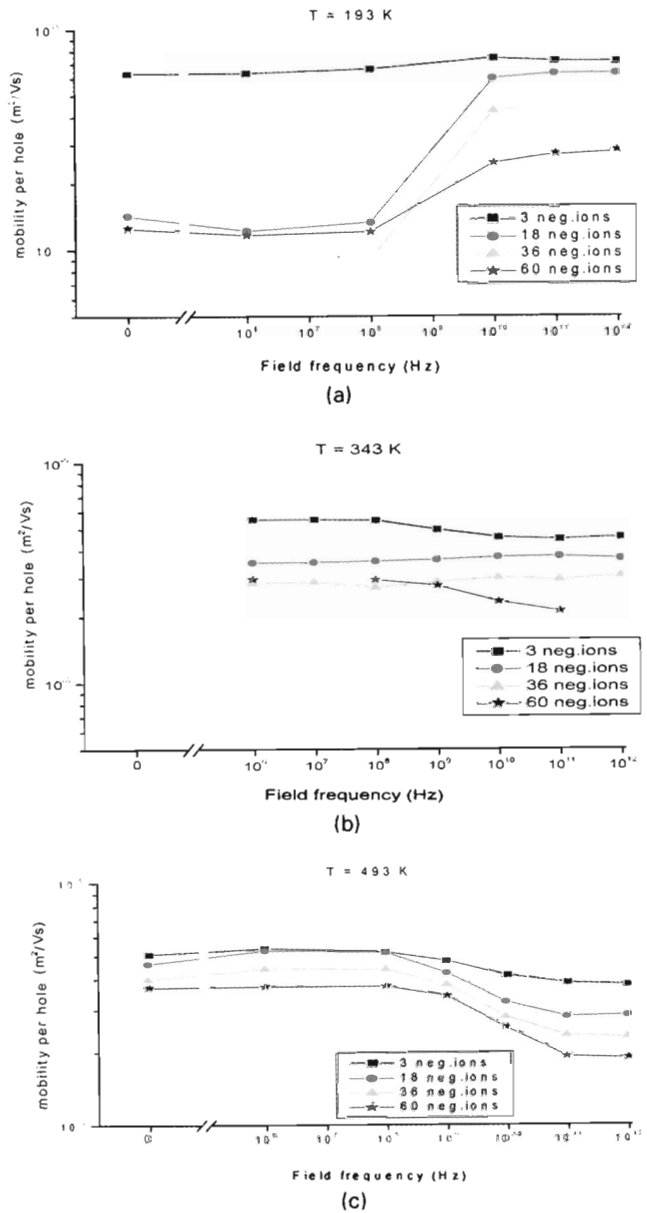 T = 193 K
mobility per hole (m²/Vs)
10
3 neg.ions
18 neg.ions
36 neg.ions
60 neg.ions
0
10⁷
10⁸
10⁹
10¹⁰
Field frequency (Hz)
(a)
T = 343 K
mobility per hole (m²/Vs)
3 neg.ions
18 neg.ions
36 neg.ions
60 neg.ions
0
10⁷
10⁸
10⁹
10¹⁰
10¹¹
10¹²
Field frequency (Hz)
(b)
T = 493 K
mobility per hole (m²/Vs)
3 neg.ions
18 neg.ions
36 neg.ions
60 neg.ions
Field frequency (Hz)
(c)